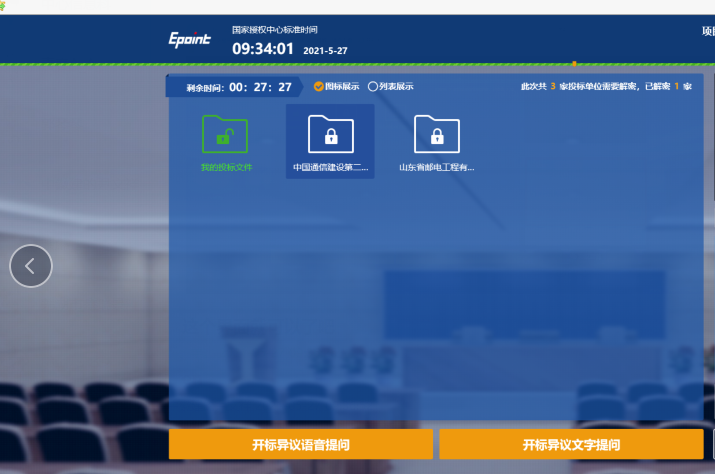 Epoint
国家授权中心标准时间
09:34:01 2021-5-27
剩余时间: 00: 27: 27
图标展示 列表展示
此次共 3 家投标单位需要解密, 已解密 1 家
我的投标文件
中国通信建设第二...
山东省邮电工程有...
开标异议语音提问
开标异议文字提问